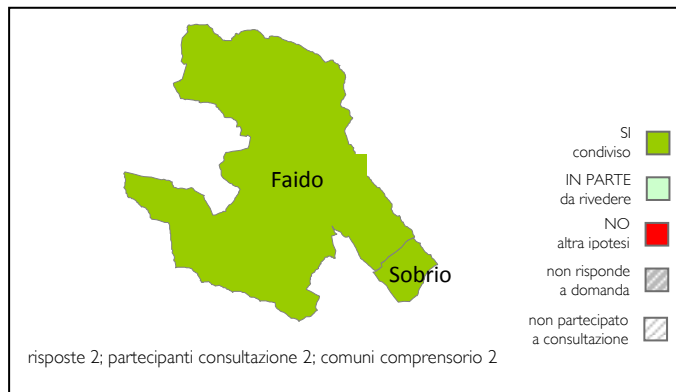 Faido
Sobrio
SI
condiviso
IN PARTE
da rivedere
NO
altra ipotesi
non risponde
a domanda
non partecipato
a consultazione
risposte 2; partecipanti consultazione 2; comuni comprensorio 2